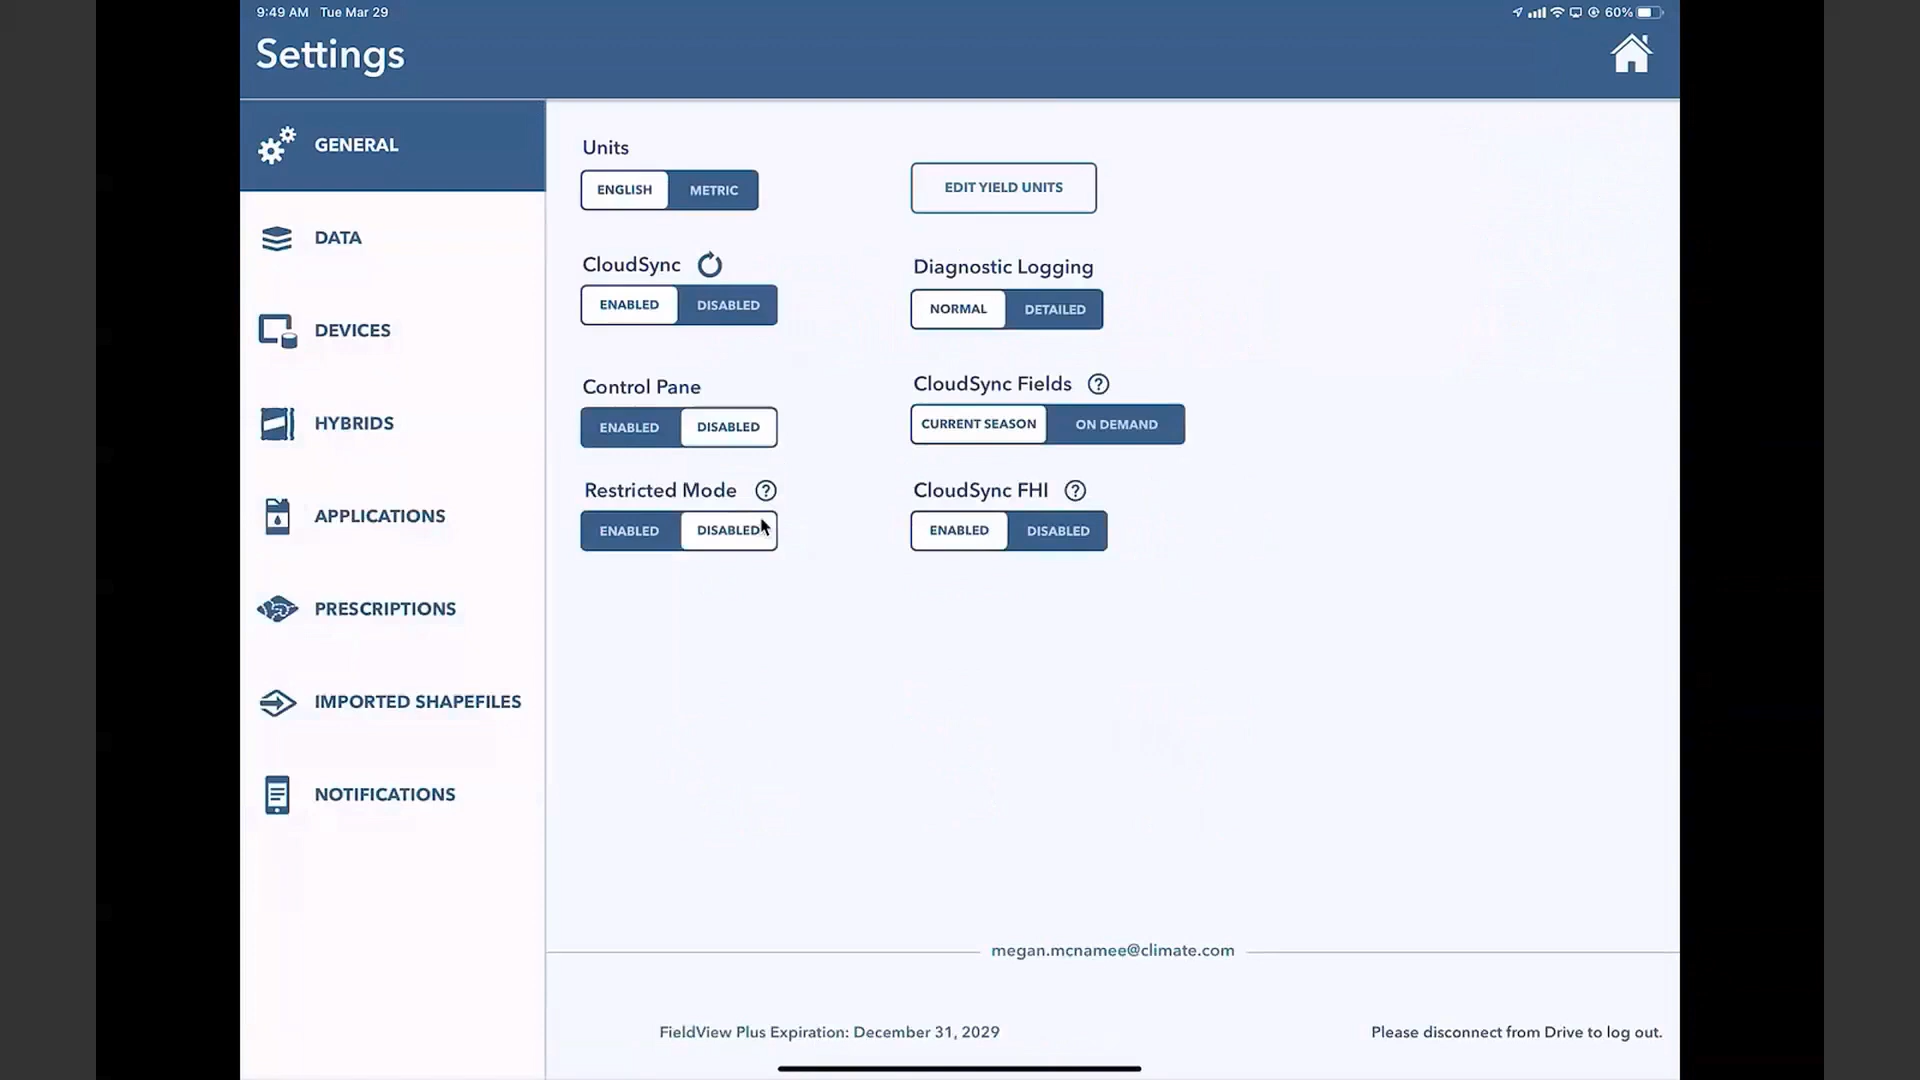 9:49 AM Tue Mar 29
60%
Settings
GENERAL
DATA
DEVICES
HYBRIDS
APPLICATIONS
PRESCRIPTIONS
IMPORTED SHAPEFILES
NOTIFICATIONS
Units
ENGLISH METRIC
EDIT YIELD UNITS
CloudSync
ENABLED DISABLED
Diagnostic Logging
NORMAL DETAILED
Control Pane
ENABLED DISABLED
CloudSync Fields ?
CURRENT SEASON ON DEMAND
Restricted Mode ?
ENABLED DISABLED
CloudSync FHI ?
ENABLED DISABLED
megan.mcnamee@climate.com
FieldView Plus Expiration: December 31, 2029
Please disconnect from Drive to log out.